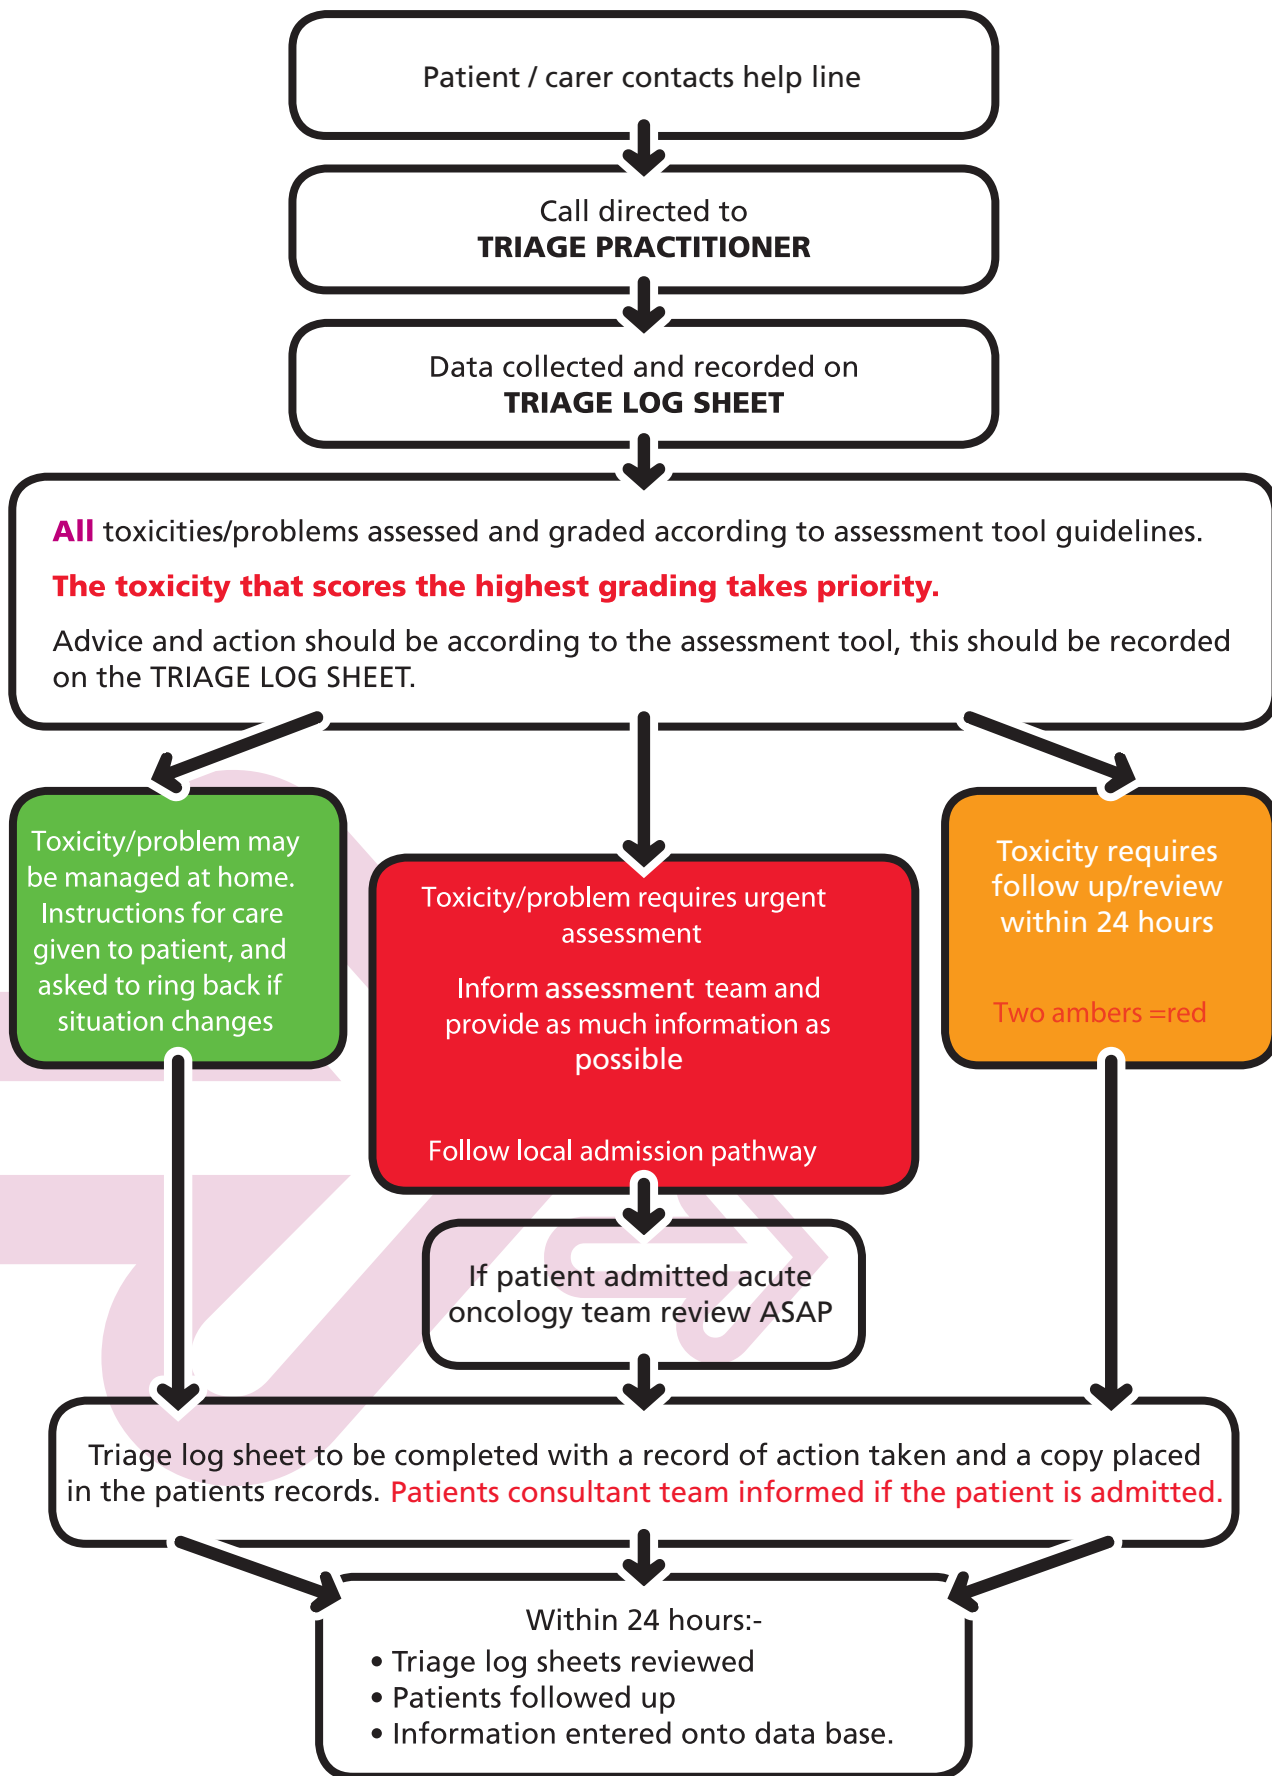 Patient / carer contacts help line
Call directed to
TRIAGE PRACTITIONER
Data collected and recorded on
TRIAGE LOG SHEET
All toxicities/problems assessed and graded according to assessment tool guidelines.
The toxicity that scores the highest grading takes priority.
Advice and action should be according to the assessment tool, this should be recorded
on the TRIAGE LOG SHEET.
Toxicity/problem may
be managed at home.
Instructions for care
given to patient, and
asked to ring back if
situation changes
Toxicity/problem requires urgent
assessment
Inform assessment team and
provide as much information as
possible
Follow local admission pathway
Toxicity requires
follow up/review
within 24 hours
Two ambers =red
If patient admitted acute
oncology team review ASAP
Triage log sheet to be completed with a record of action taken and a copy placed
in the patients records. Patients consultant team informed if the patient is admitted.
Within 24 hours:-
• Triage log sheets reviewed
• Patients followed up
• Information entered onto data base.